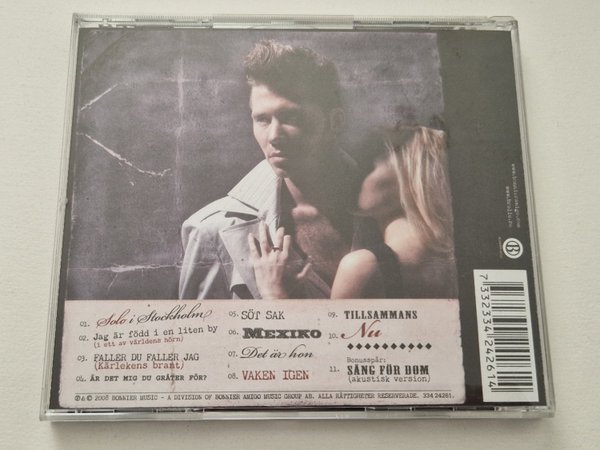 01. Solo i Stockholm
02. Jag är född i en liten by
(i ett av världens hörn)
03. FALLER DU FALLER JAG
(Kärlekens brant)
04. ÄR DET MIG DU GRÅTER FÖR?
05. SÖT SAK
06. MEXIKO
07. Det är hon
08. VAKEN IGEN
09. TILLSAMMANS
10. Nu
Bonusspår:
11. SÅNG FÖR DOM
(akustisk version)
℗ & © 2008 BONNIER MUSIC - A DIVISION OF BONNIER AMIGO MUSIC GROUP AB. ALLA RÄTTIGHETER RESERVERADE. 334 24261.
B
7 332334 242614